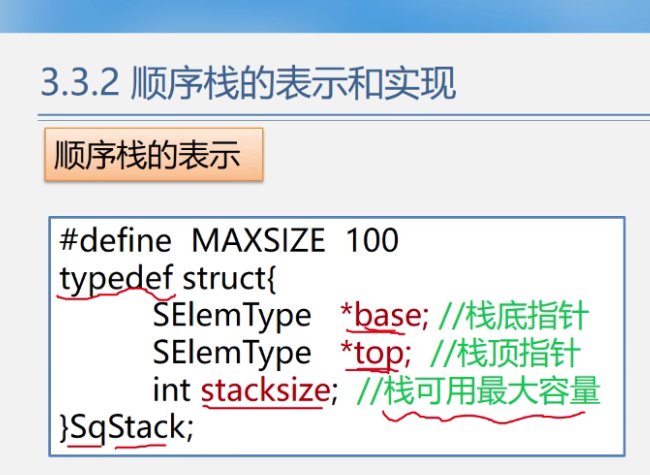 3.3.2 顺序栈的表示和实现
顺序栈的表示
#define MAXSIZE 100
typedef struct{
SElemType *base; //栈底指针
SElemType *top; //栈顶指针
int stacksize; //栈可用最大容量
}SqStack;